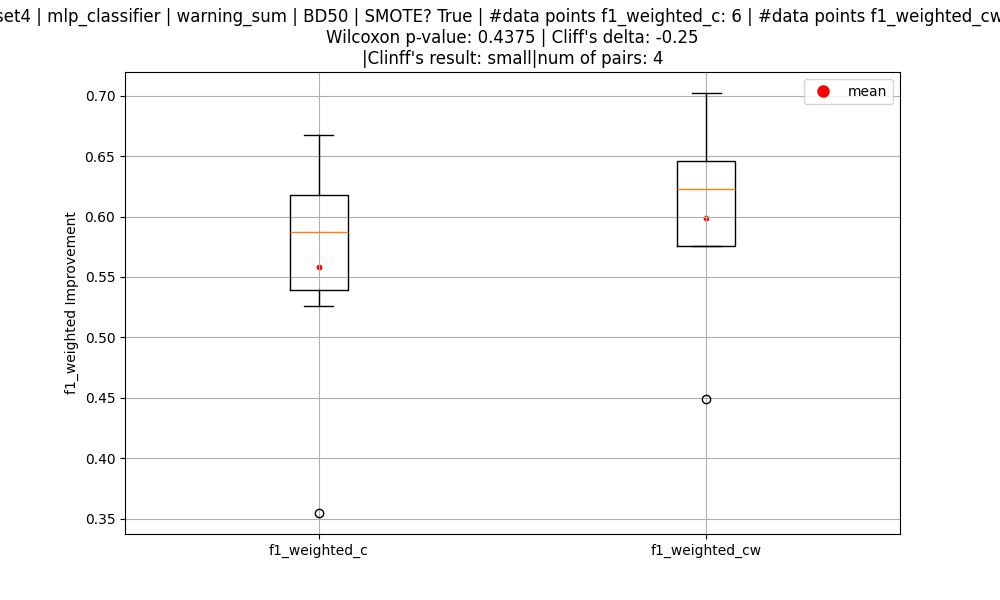 set4 | mlp_classifier | warning_sum | BD50 | SMOTE? True | #data points f1_weighted_c: 6 | #data points f1_weighted_cw
Wilcoxon p-value: 0.4375 | Cliff's delta: -0.25
|Clinff's result: small|num of pairs: 4
mean
0.70
0.65
0.60
0.55
0.50
0.45
0.40
0.35
f1_weighted Improvement
f1_weighted_c
f1_weighted_cw